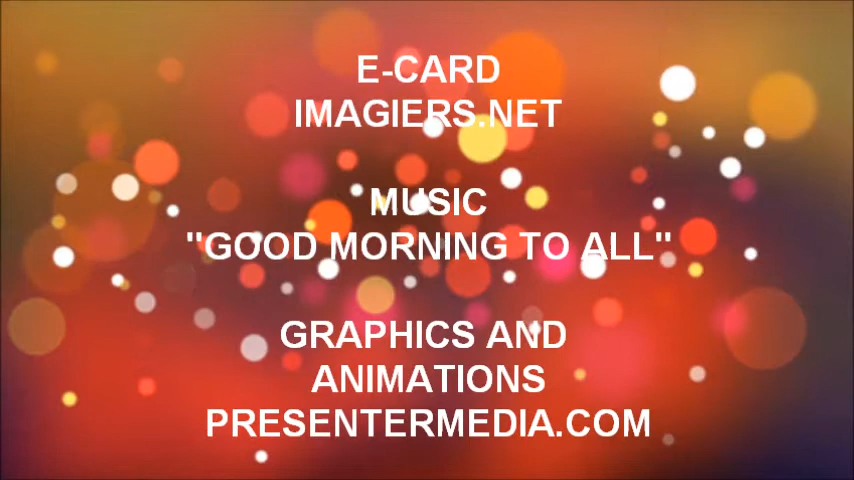 E-CARD
IMAGIERS.NET
MUSIC
"GOOD MORNING TO ALL"
GRAPHICS AND
ANIMATIONS
PRESENTERMEDIA.COM